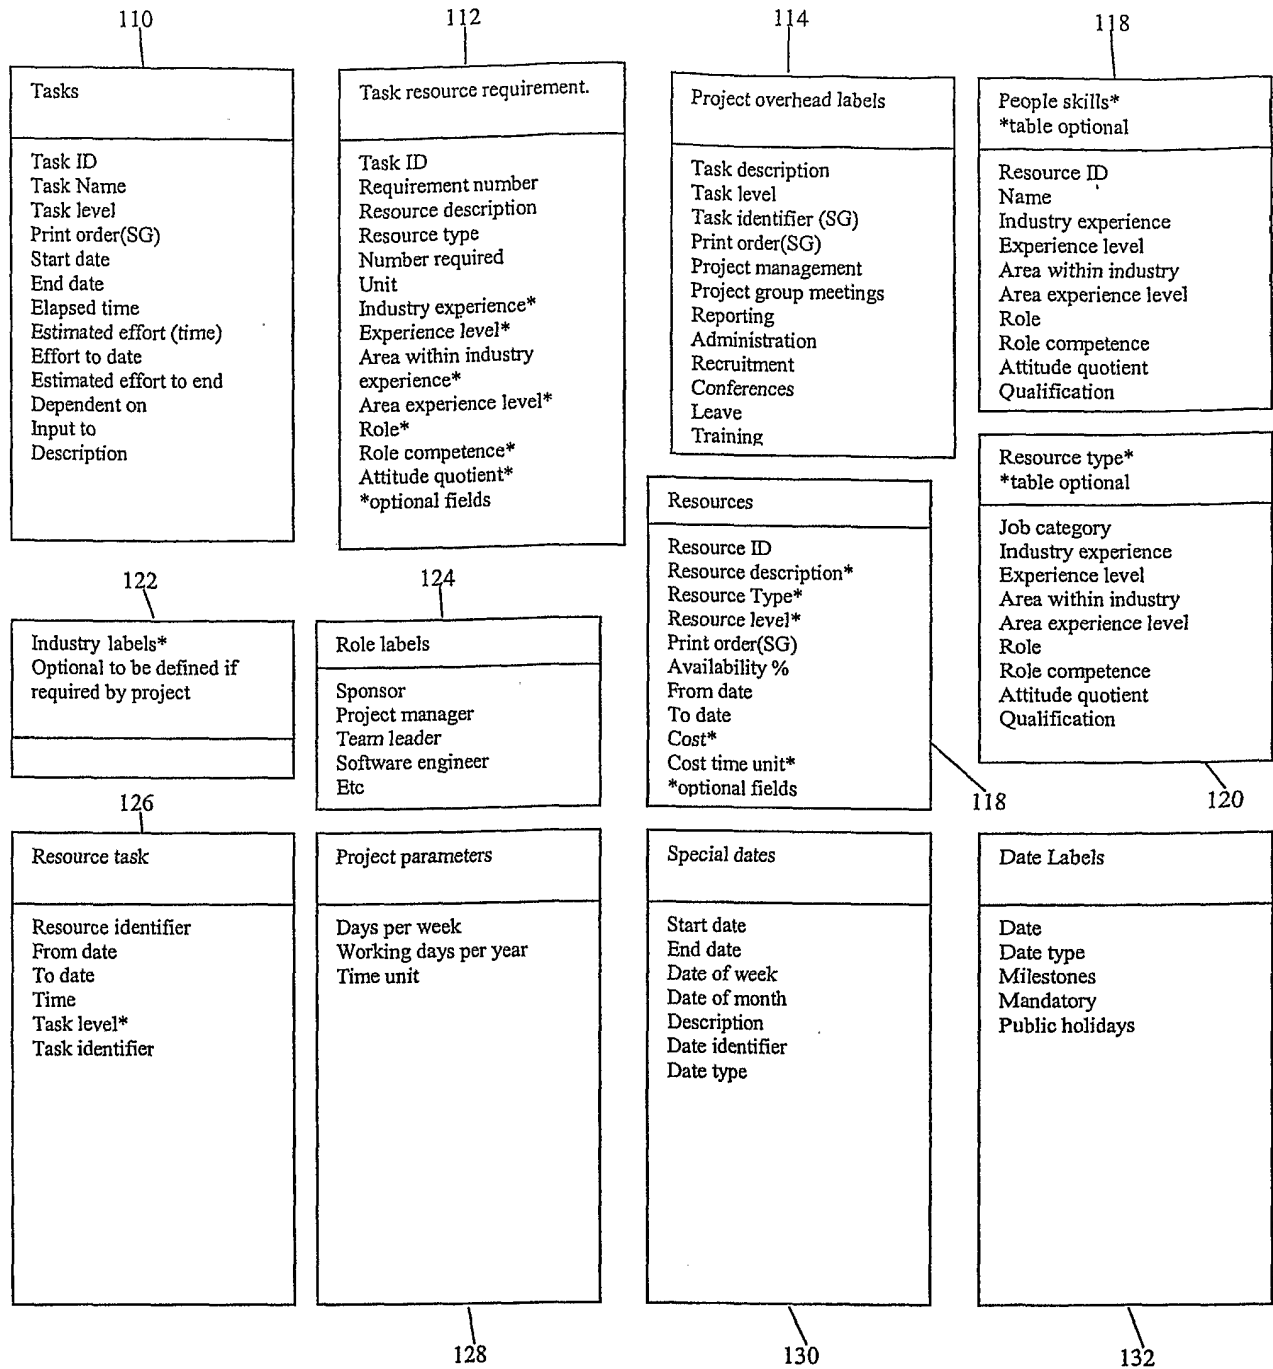 110
Tasks
Task ID
Task Name
Task level
Print order(SG)
Start date
End date
Elapsed time
Estimated effort (time)
Effort to date
Estimated effort to end
Dependent on
Input to
Description
112
Task resource requirement.
Task ID
Requirement number
Resource description
Resource type
Number required
Unit
Industry experience*
Experience level*
Area within industry
experience*
Area experience level*
Role*
Role competence*
Attitude quotient*
*optional fields
114
Project overhead labels
Task description
Task level
Task identifier (SG)
Print order(SG)
Project management
Project group meetings
Reporting
Administration
Recruitment
Conferences
Leave
Training
118
People skills*
*table optional
Resource ID
Name
Industry experience
Experience level
Area within industry
Area experience level
Role
Role competence
Attitude quotient
Qualification
122
Industry labels*
Optional to be defined if
required by project
124
Role labels
Sponsor
Project manager
Team leader
Software engineer
Etc
Resources
Resource ID
Resource description*
Resource Type*
Resource level*
Print order(SG)
Availability %
From date
To date
Cost*
Cost time unit*
*optional fields
118
Resource type*
*table optional
Job category
Industry experience
Experience level
Area within industry
Area experience level
Role
Role competence
Attitude quotient
Qualification
120
126
Resource task
Resource identifier
From date
To date
Time
Task level*
Task identifier
Project parameters
Days per week
Working days per year
Time unit
128
Special dates
Start date
End date
Date of week
Date of month
Description
Date identifier
Date type
130
Date Labels
Date
Date type
Milestones
Mandatory
Public holidays
132